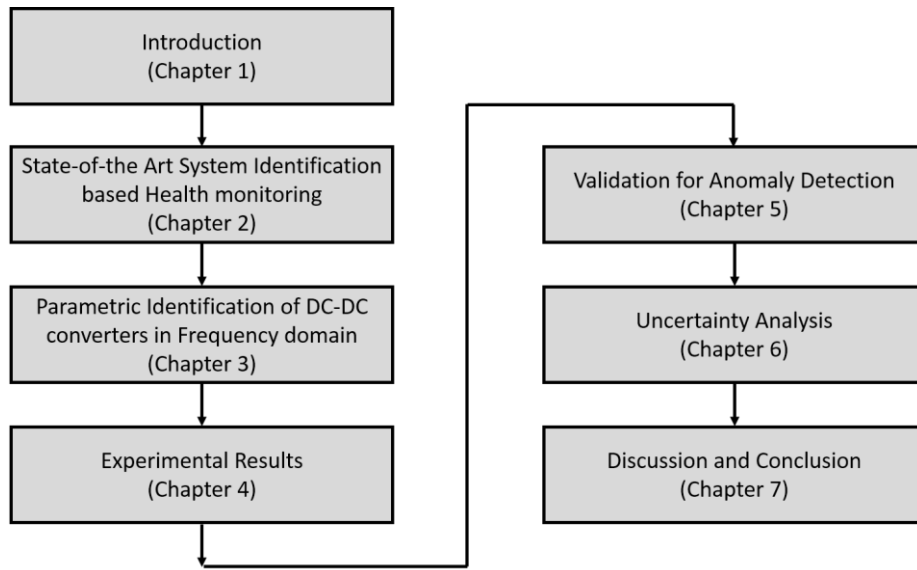 Introduction
(Chapter 1)
State-of-the Art System Identification
based Health monitoring
(Chapter 2)
Parametric Identification of DC-DC
converters in Frequency domain
(Chapter 3)
Experimental Results
(Chapter 4)
Validation for Anomaly Detection
(Chapter 5)
Uncertainty Analysis
(Chapter 6)
Discussion and Conclusion
(Chapter 7)